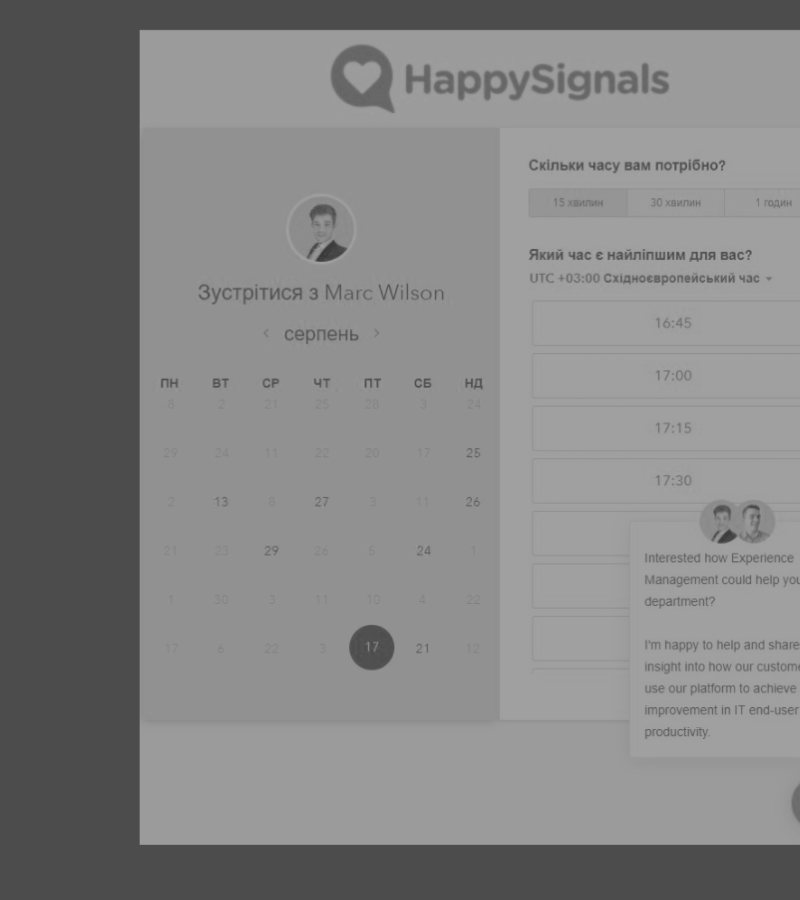 HappySignals
Зустрітися з Marc Wilson
серпень
ПН ВТ СР ЧТ ПТ СБ НД
8 2 21 25 28 3 24
29 24 11 22 20 17 25
2 13 6 27 3 11 26
21 23 29 26 5 24 1
1 30 3 11 10 4 22
17 6 22 3 17 21 12
Скільки часу вам потрібно?
15 хвилин 30 хвилин 1 годин
Який час є найліпшим для вас?
UTC +03:00 Східноєвропейський час
16:45
17:00
17:15
17:30
Interested how Experience
Management could help you
department?
I'm happy to help and share
insight into how our custome
use our platform to achieve
improvement in IT end-user
productivity.